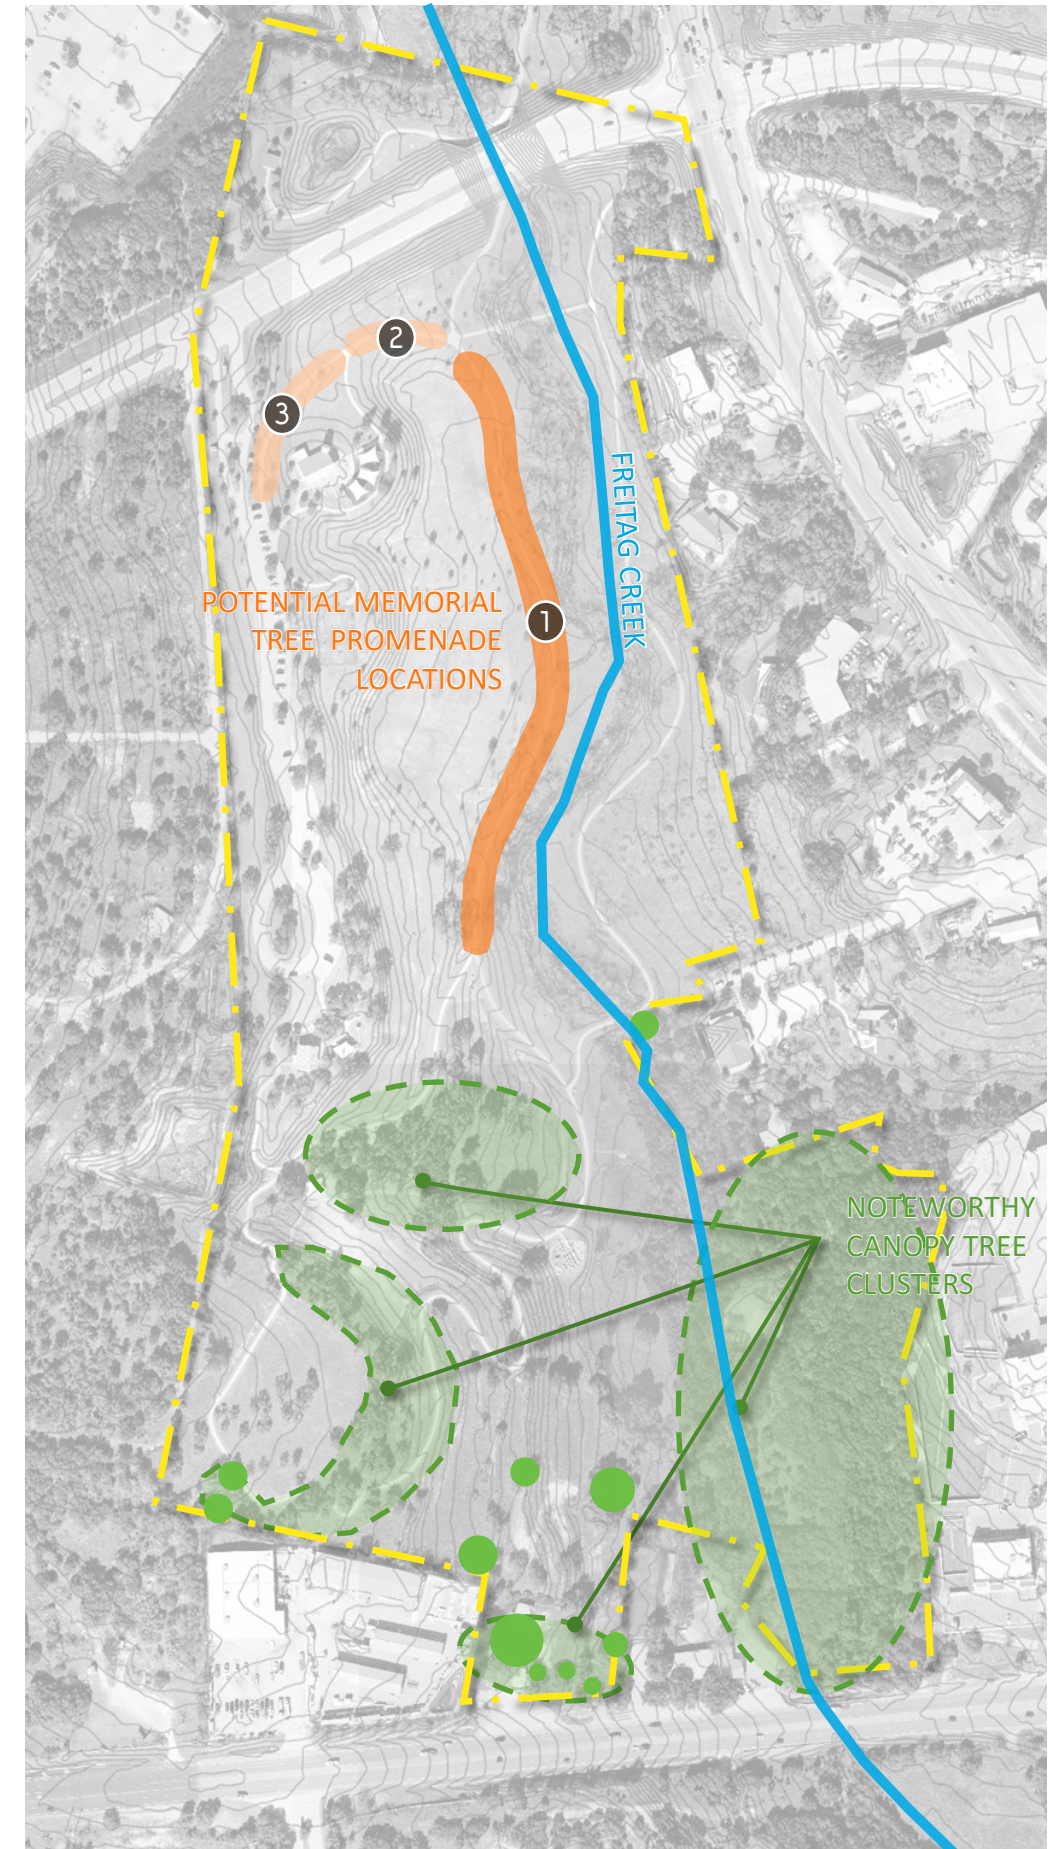 2
3
FREITAG CREEK
POTENTIAL MEMORIAL
TREE PROMENADE
LOCATIONS
1
NOTEWORTHY
CANOPY TREE
CLUSTERS